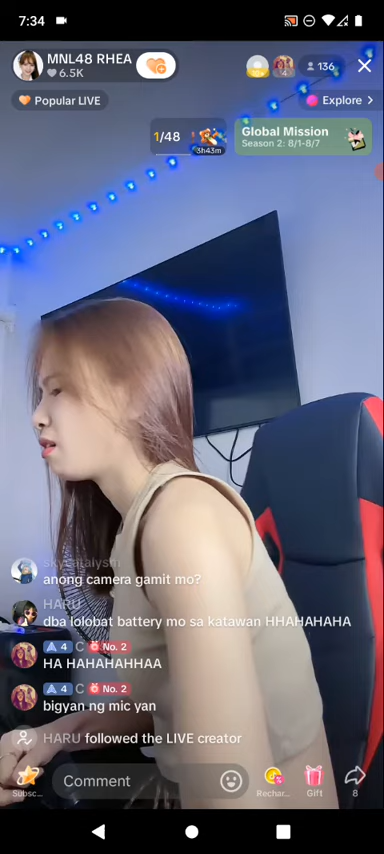 7:34
MNL48 RHEA
6.5K
136
Popular LIVE
Explore >
1/48
3h43m
Global Mission
Season 2: 8/1-8/7
anong camera gamit mo?
HARU
dba lolobat battery mo sa katawan HHAHAHAHA
4 C No. 2
HA HAHAHAHHAA
4 C No. 2
bigyan ng mic yan
HARU followed the LIVE creator
Comment
Subsc... Rechar... Gift 8